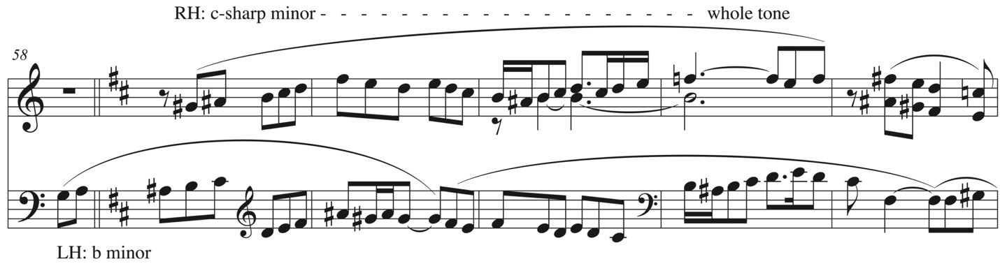 RH: c-sharp minor - - - - - - - - - - - - - - - - - - whole tone
58
LH: b minor